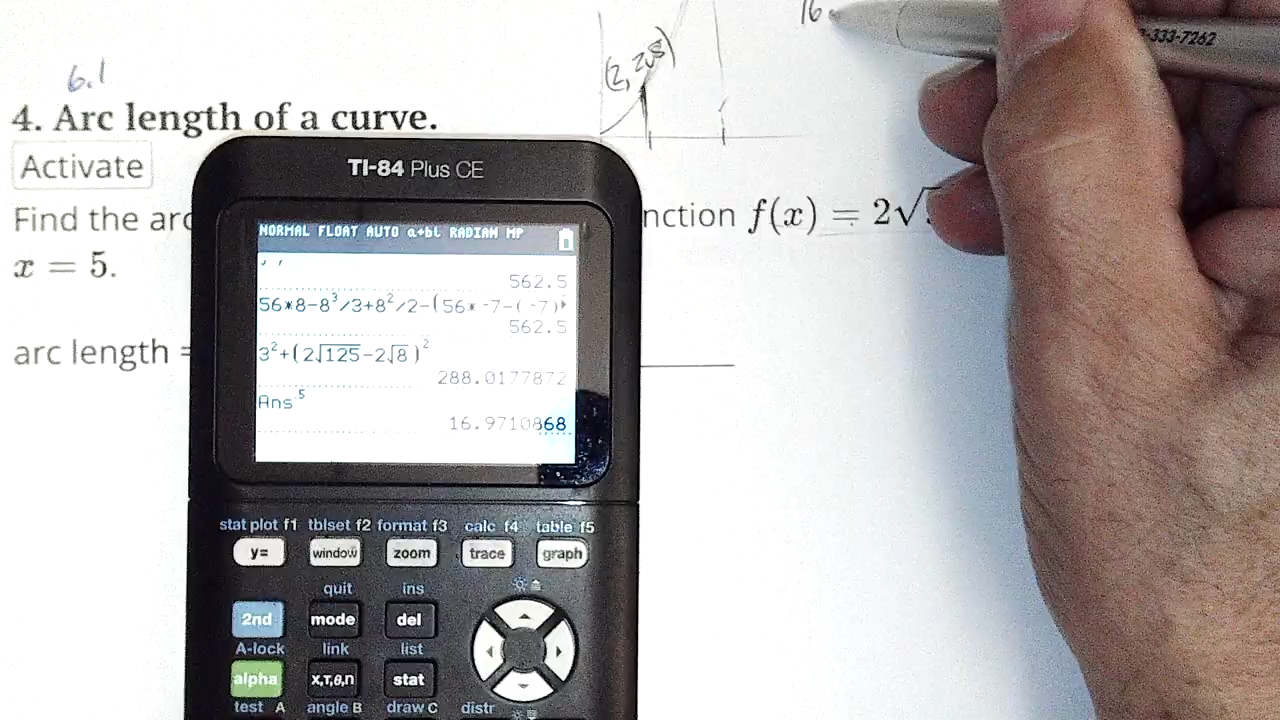 16.
-333-7262
(2, 2√8)
6.1
4. Arc length of a curve.
Activate
Find the arc
nction f(x) = 2√
x = 5.
arc length =
TI-84 Plus CE
NORMAL FLOAT AUTO a+bi RADIAN MP
562.5
56*8-8³/3+8²/2-(56*-7-(-7)
562.5
3²+(2√125-2√8)²
288.0177872
Ans^.5
16.9710868
stat plot f1 tblset f2 format f3 calc f4 table f5
y= window zoom trace graph
quit ins
2nd mode del
A-lock link list
alpha x,T,θ,n stat
test A angle B draw C distr